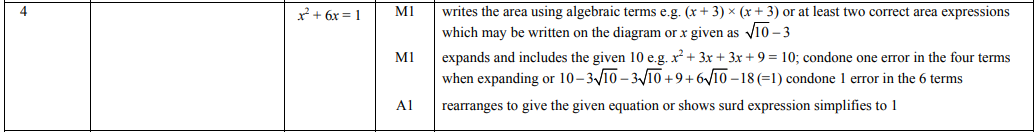 4
x² + 6x = 1
M1 writes the area using algebraic terms e.g. (x + 3) × (x + 3) or at least two correct area expressions
which may be written on the diagram or x given as √10 – 3
M1 expands and includes the given 10 e.g. x² + 3x + 3x + 9 = 10; condone one error in the four terms
when expanding or 10 – 3√10 – 3√10 + 9 + 6√10 – 18 (=1) condone 1 error in the 6 terms
A1 rearranges to give the given equation or shows surd expression simplifies to 1